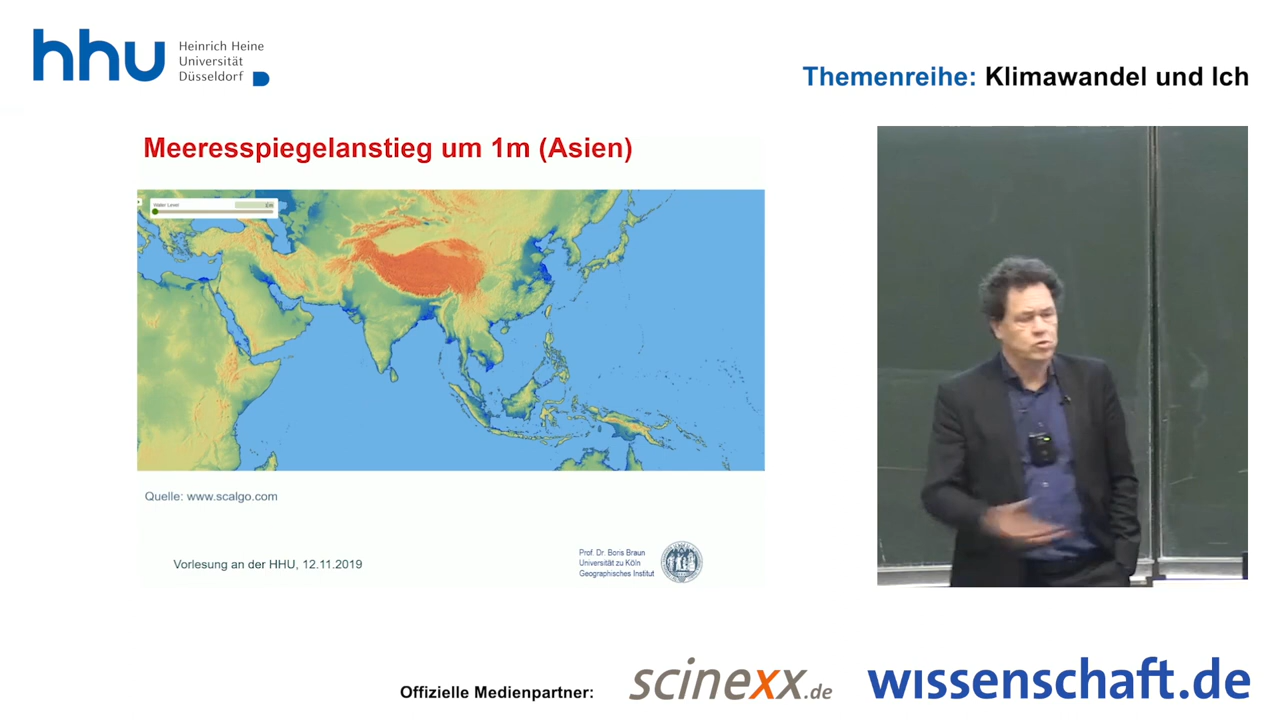 hhu
Heinrich Heine
Universität
Düsseldorf
Themenreihe: Klimawandel und Ich
Meeresspiegelanstieg um 1m (Asien)
Water Level
Quelle: www.scalgo.com
Vorlesung an der HHU, 12.11.2019
Prof. Dr. Boris Braun
Universität zu Köln
Geographisches Institut
Offizielle Medienpartner:
scinexx.de
wissenschaft.de